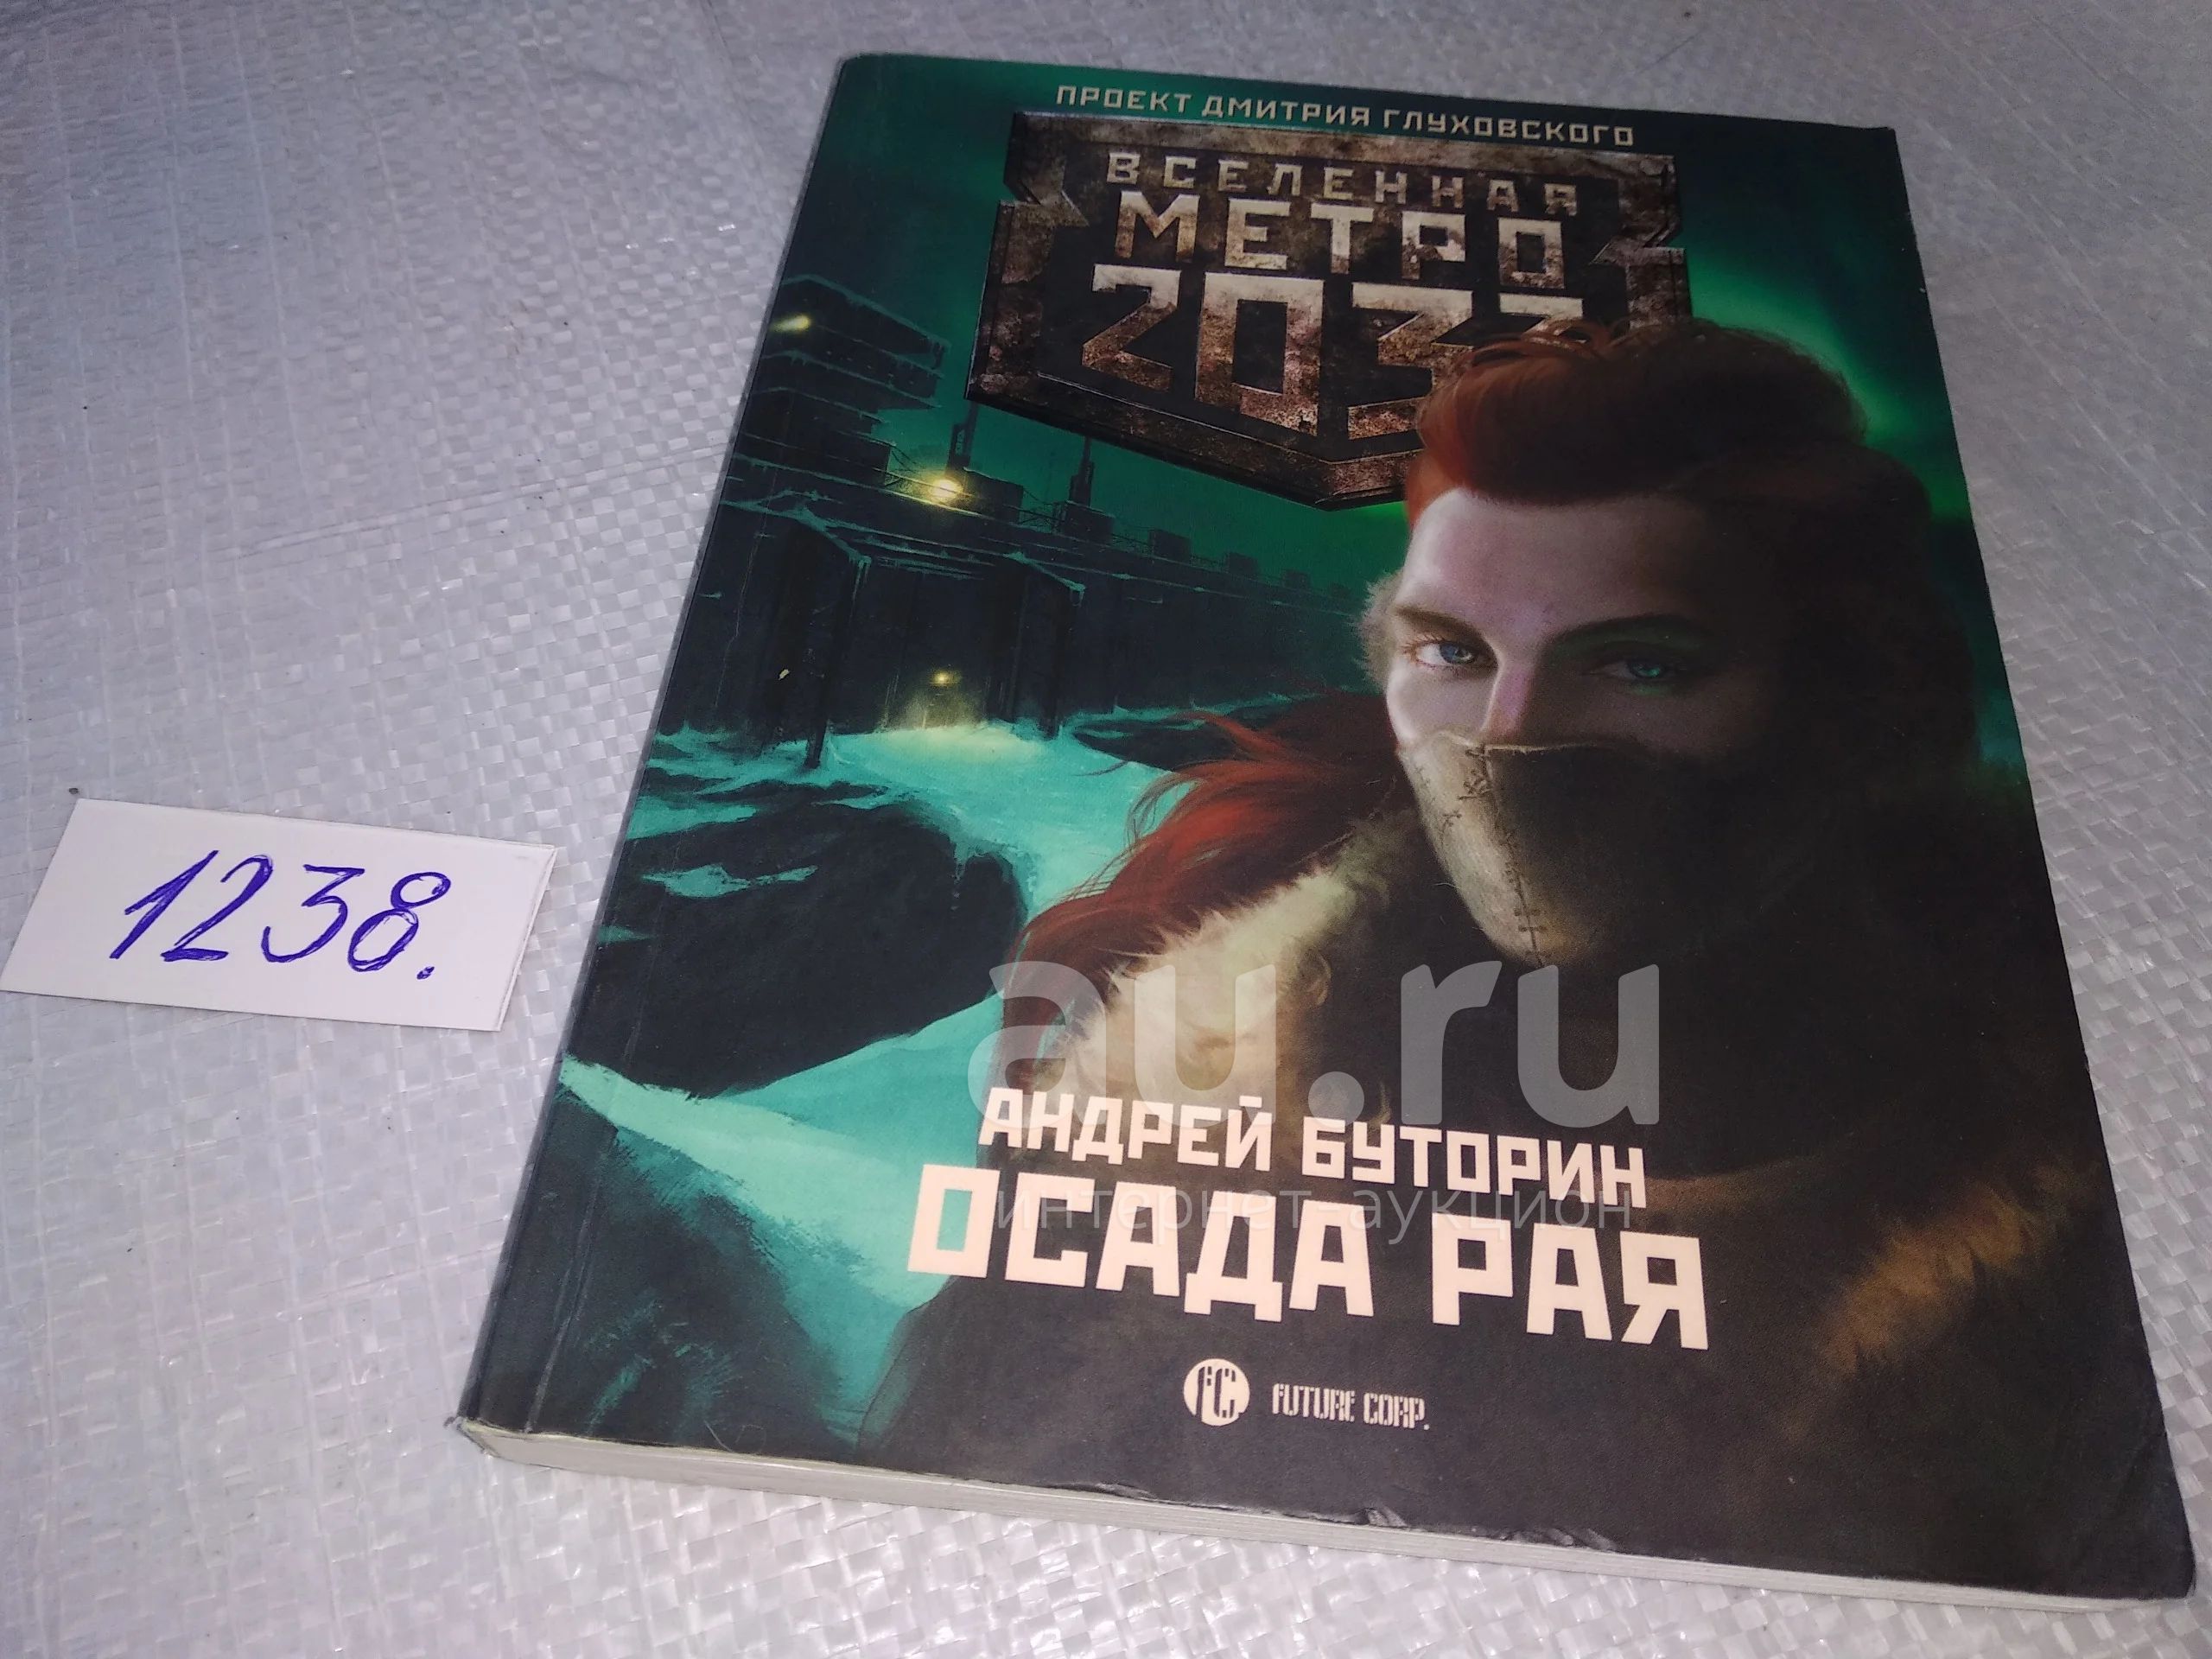 ПРОЕКТ ДМИТРИЯ ГЛУХОВСКОГО
ВСЕЛЕННАЯ
МЕТРО
2033
1238.
au.ru
АНДРЕЙ БУТОРИН
интернет-аукцион
ОСАДА РАЯ
FC FUTURE CORP.